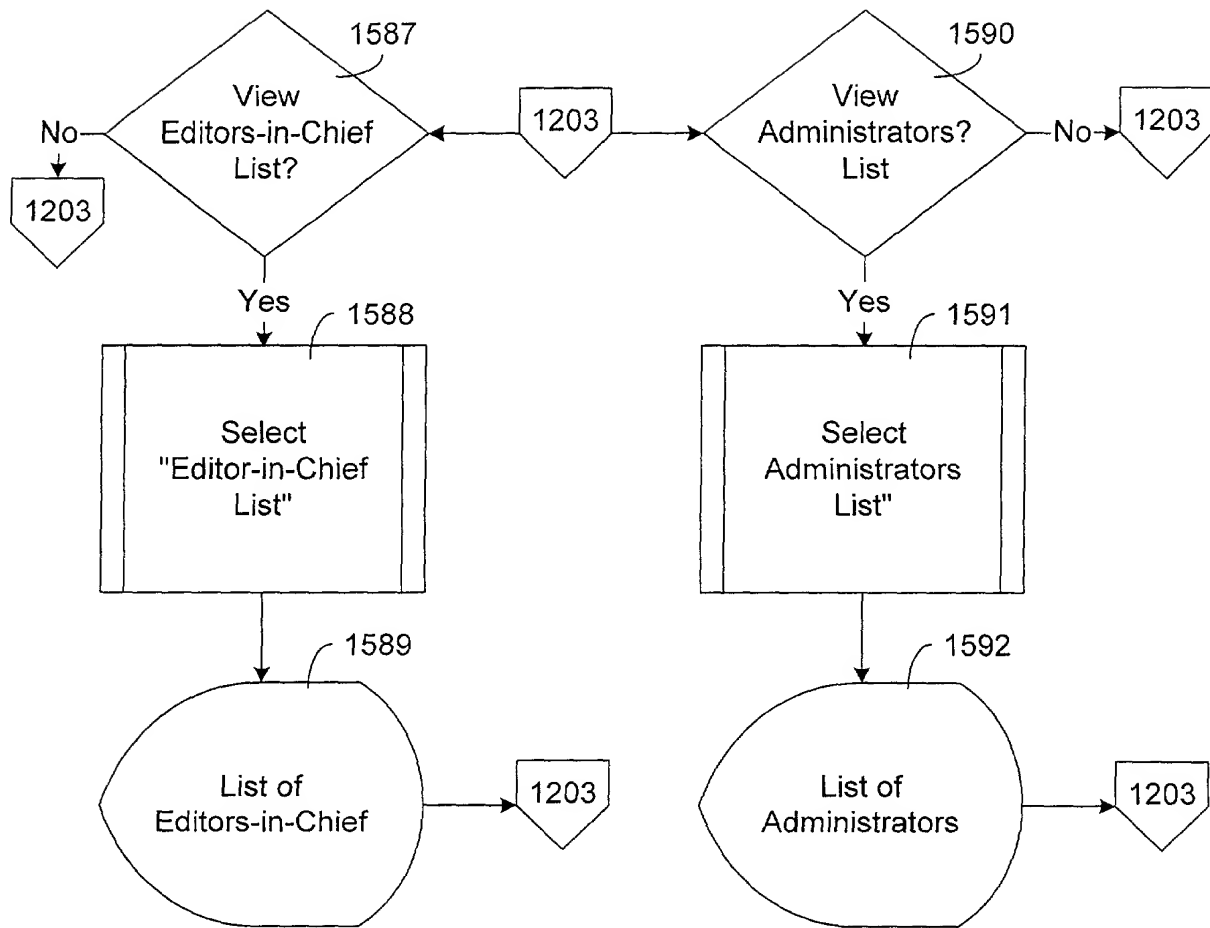 1587
1590
View
Editors-in-Chief
List?
1203
View
Administrators?
List
No
1203
No
1203
Yes
Yes
1588
1591
Select
"Editor-in-Chief
List"
Select
Administrators
List"
1589
1592
List of
Editors-in-Chief
1203
List of
Administrators
1203